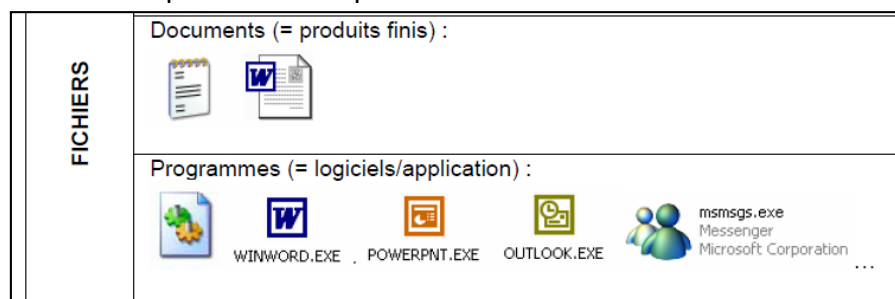 Documents (= produits finis) :
FICHIERS
Programmes (= logiciels/application) :
WINWORD.EXE . POWERPNT.EXE OUTLOOK.EXE
msmsgs.exe
Messenger
Microsoft Corporation
...